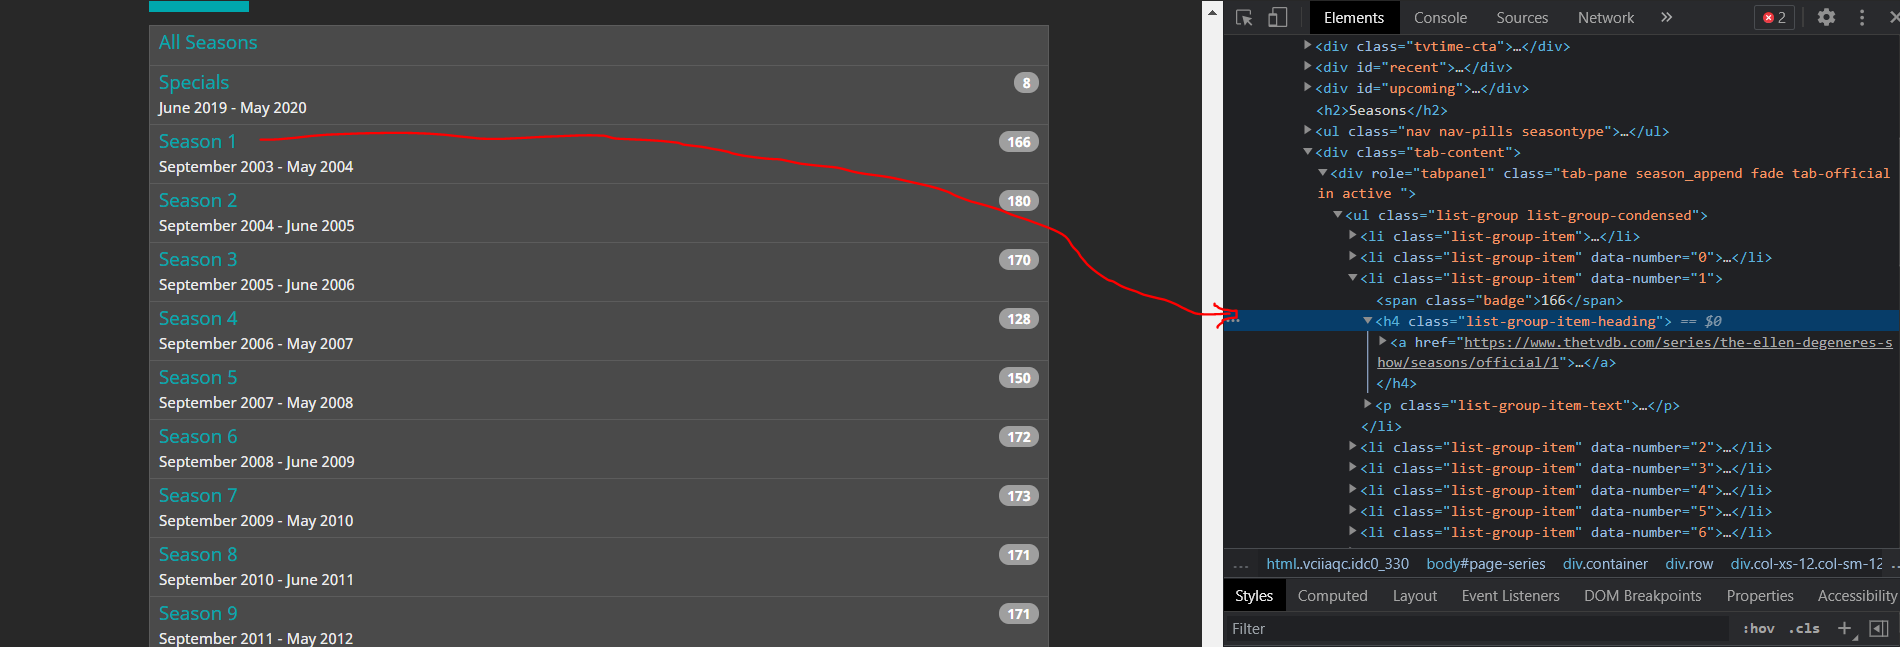 All Seasons
Specials 8
June 2019 - May 2020
Season 1 166
September 2003 - May 2004
Season 2 180
September 2004 - June 2005
Season 3 170
September 2005 - June 2006
Season 4 128
September 2006 - May 2007
Season 5 150
September 2007 - May 2008
Season 6 172
September 2008 - June 2009
Season 7 173
September 2009 - May 2010
Season 8 171
September 2010 - June 2011
Season 9 171
September 2011 - May 2012
Elements Console Sources Network » 2
<div class="tvtime-cta">…</div>
<div id="recent">…</div>
<div id="upcoming">…</div>
<h2>Seasons</h2>
<ul class="nav nav-pills seasontype">…</ul>
<div class="tab-content">
<div role="tabpanel" class="tab-pane season_append fade tab-official
in active ">
<ul class="list-group list-group-condensed">
<li class="list-group-item">…</li>
<li class="list-group-item" data-number="0">…</li>
<li class="list-group-item" data-number="1">
<span class="badge">166</span>
<h4 class="list-group-item-heading"> == $0
<a href="https://www.thetvdb.com/series/the-ellen-degeneres-s
how/seasons/official/1">…</a>
</h4>
<p class="list-group-item-text">…</p>
</li>
<li class="list-group-item" data-number="2">…</li>
<li class="list-group-item" data-number="3">…</li>
<li class="list-group-item" data-number="4">…</li>
<li class="list-group-item" data-number="5">…</li>
<li class="list-group-item" data-number="6">…</li>
... html..vciiaqc.idc0_330 body#page-series div.container div.row div.col-xs-12.col-sm-12 ..
Styles Computed Layout Event Listeners DOM Breakpoints Properties Accessibility
Filter :hov .cls +